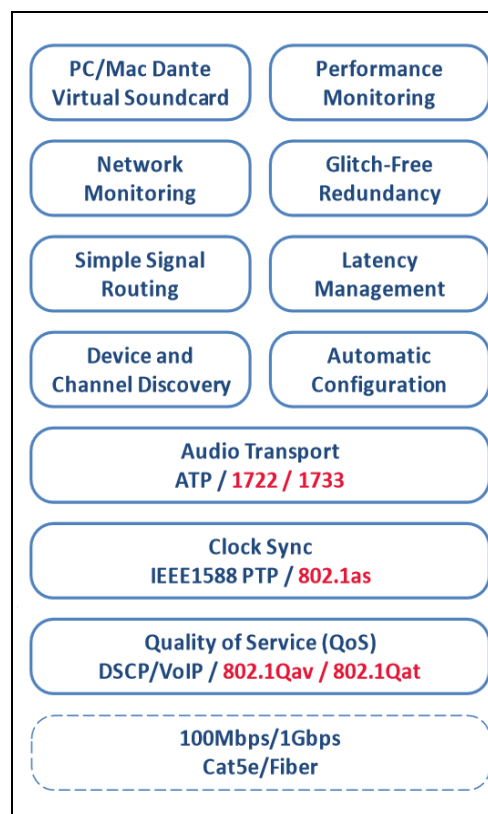 PC/Mac Dante
Virtual Soundcard
Performance
Monitoring
Network
Monitoring
Glitch-Free
Redundancy
Simple Signal
Routing
Latency
Management
Device and
Channel Discovery
Automatic
Configuration
Audio Transport
ATP / 1722 / 1733
Clock Sync
IEEE1588 PTP / 802.1as
Quality of Service (QoS)
DSCP/VoIP / 802.1Qav / 802.1Qat
100Mbps/1Gbps
Cat5e/Fiber